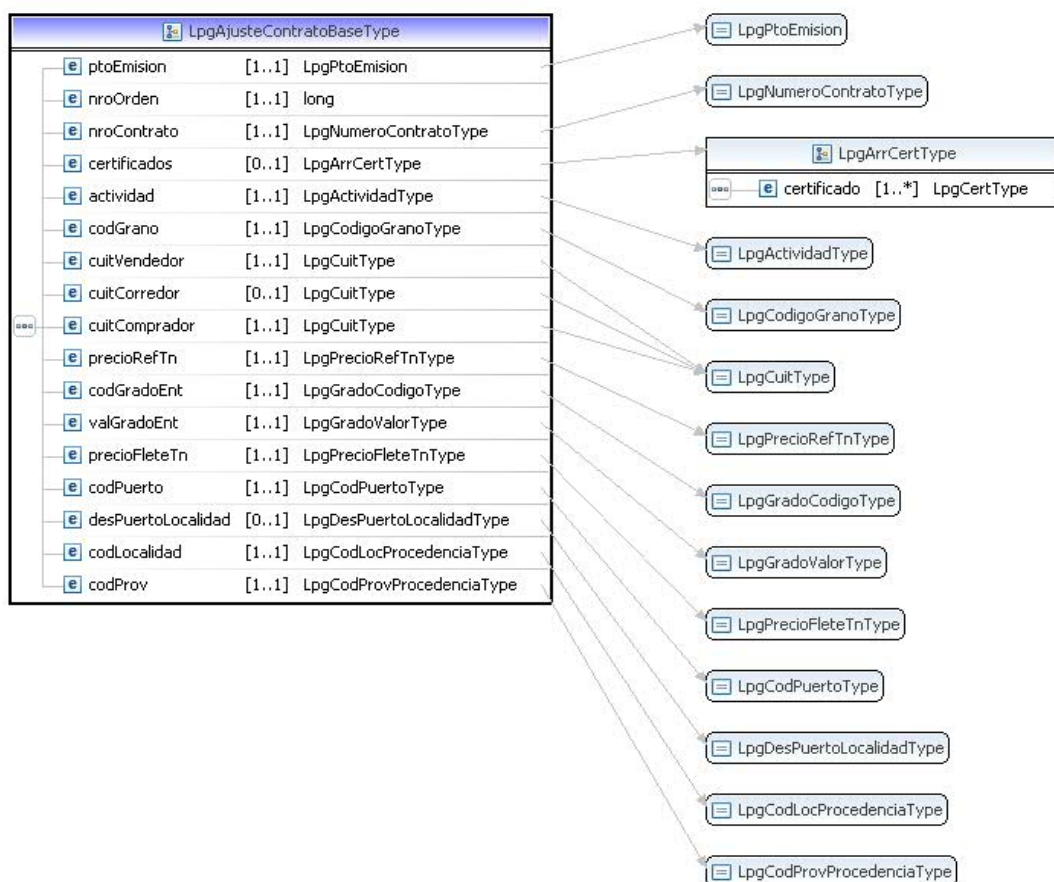 LpgAjusteContratoBaseType
ptoEmision [1..1] LpgPtoEmision
nroOrden [1..1] long
nroContrato [1..1] LpgNumeroContratoType
certificados [0..1] LpgArrCertType
actividad [1..1] LpgActividadType
codGrano [1..1] LpgCodigoGranoType
cuitVendedor [1..1] LpgCuitType
cuitCorredor [0..1] LpgCuitType
cuitComprador [1..1] LpgCuitType
precioRefTn [1..1] LpgPrecioRefTnType
codGradoEnt [1..1] LpgGradoCodigoType
valGradoEnt [1..1] LpgGradoValorType
precioFleteTn [1..1] LpgPrecioFleteTnType
codPuerto [1..1] LpgCodPuertoType
desPuertoLocalidad [0..1] LpgDesPuertoLocalidadType
codLocalidad [1..1] LpgCodLocProcedenciaType
codProv [1..1] LpgCodProvProcedenciaType
LpgPtoEmision
LpgNumeroContratoType
LpgArrCertType
certificado [1..*] LpgCertType
LpgActividadType
LpgCodigoGranoType
LpgCuitType
LpgPrecioRefTnType
LpgGradoCodigoType
LpgGradoValorType
LpgPrecioFleteTnType
LpgCodPuertoType
LpgDesPuertoLocalidadType
LpgCodLocProcedenciaType
LpgCodProvProcedenciaType